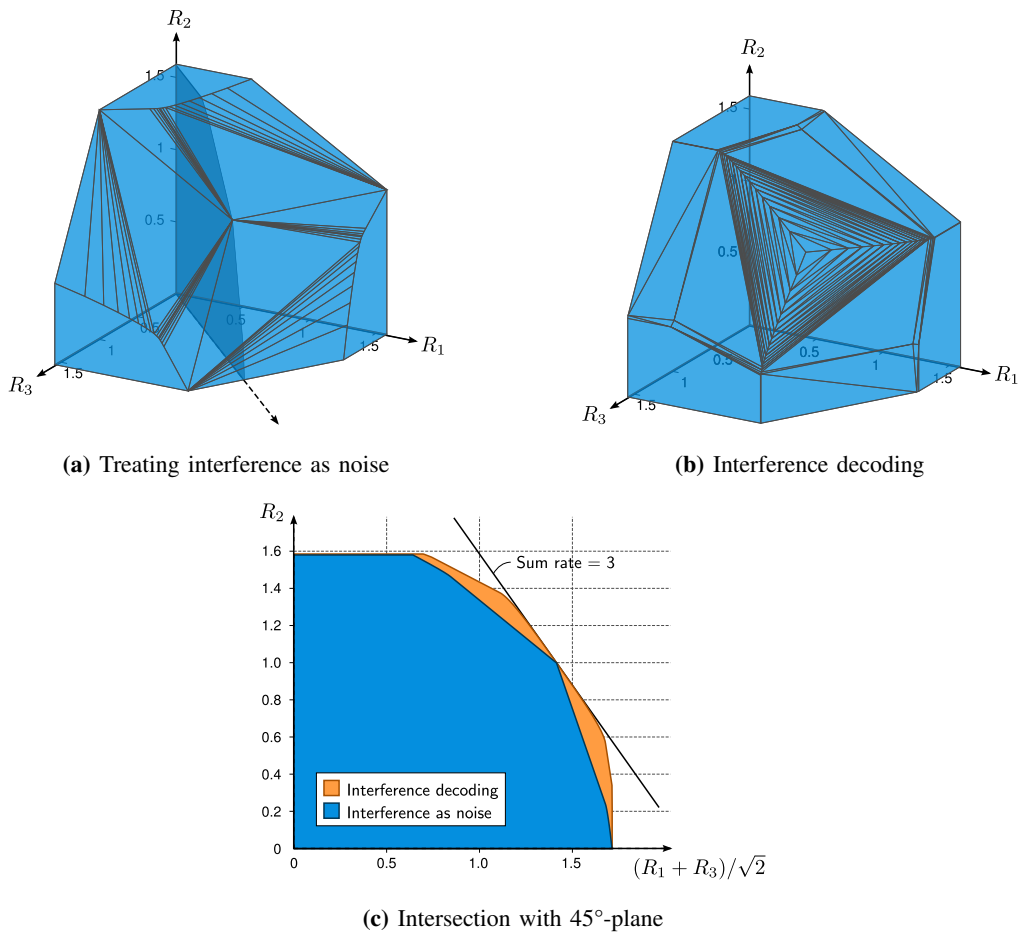 R₂
1.5
1
0.5
0.5
1.5
R₁
0.5
1
1.5
R₃
(a) Treating interference as noise
R₂
1.5
0.5
0.5
1
1.5
R₁
0.5
1
1.5
R₃
(b) Interference decoding
R₂
1.6
1.4
1.2
1.0
0.8
0.6
0.4
0.2
0
Sum rate = 3
Interference decoding
Interference as noise
0 0.5 1.0 1.5
(R₁ + R₃)/√2
(c) Intersection with 45°-plane